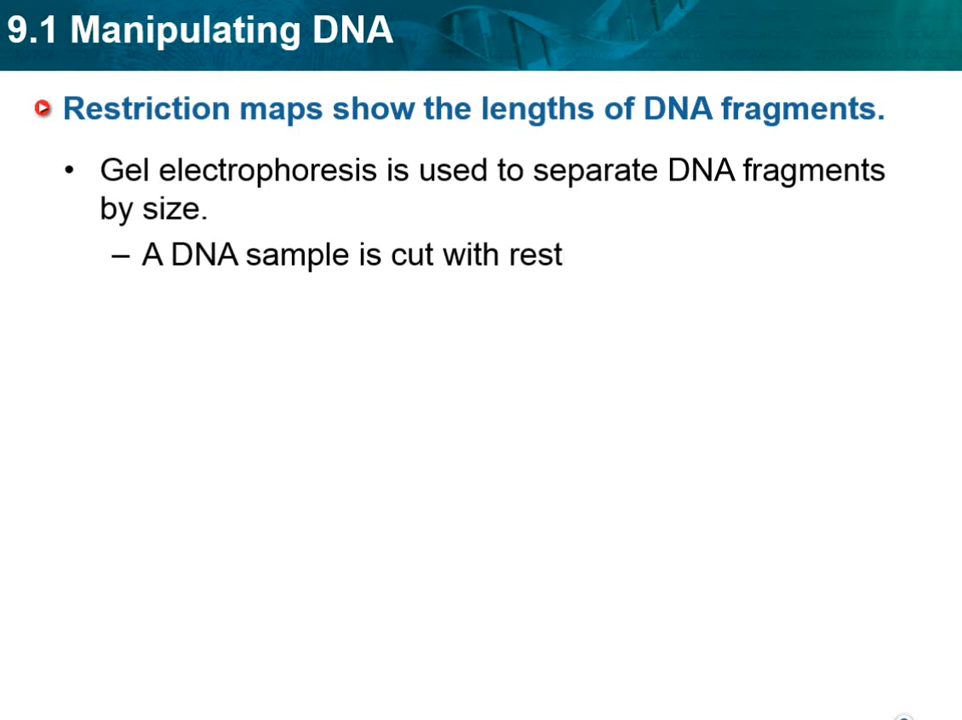 9.1 Manipulating DNA
Restriction maps show the lengths of DNA fragments.
• Gel electrophoresis is used to separate DNA fragments
by size.
– A DNA sample is cut with rest